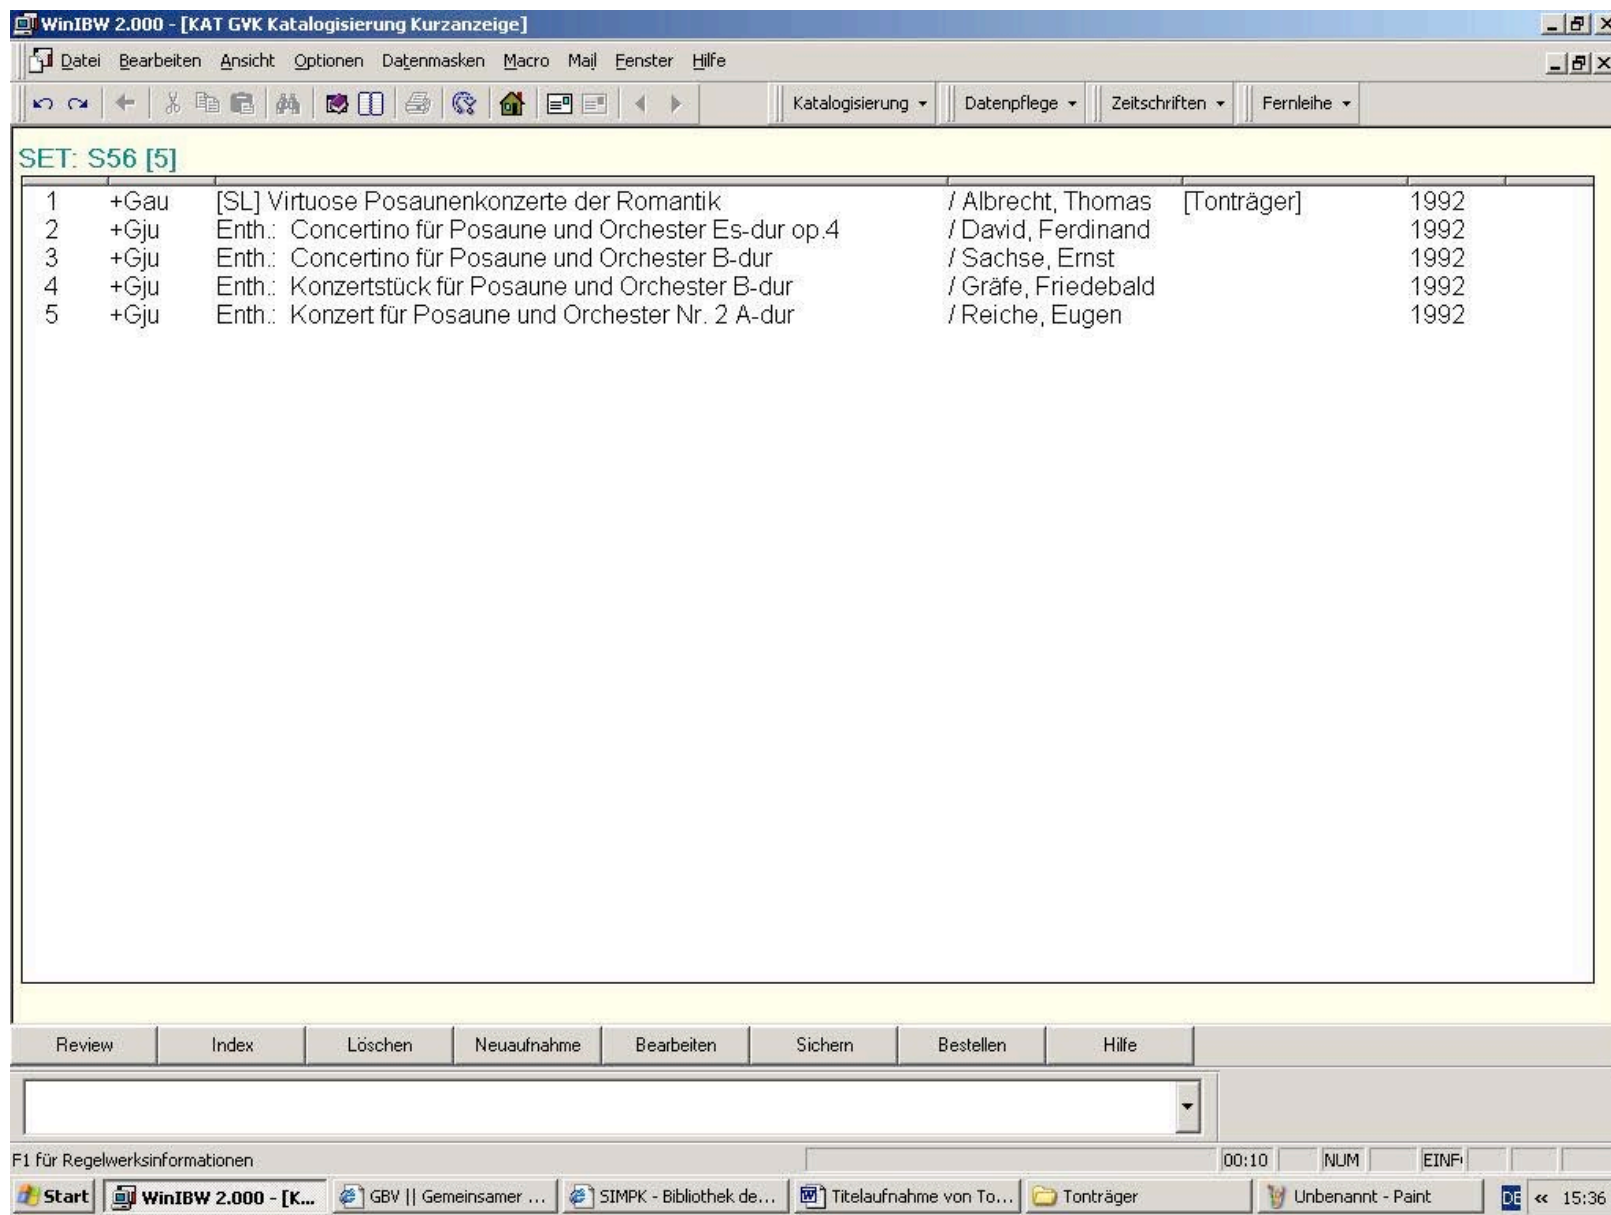 WinIBW 2.000 - [KAT GVK Katalogisierung Kurzanzeige]
Datei Bearbeiten Ansicht Optionen Datenmasken Macro Mail Fenster Hilfe
Katalogisierung Datenpflege Zeitschriften Fernleihe
SET: S56 [5]
1 +Gau [SL] Virtuose Posaunenkonzerte der Romantik / Albrecht, Thomas [Tonträger] 1992
2 +Gju Enth.: Concertino für Posaune und Orchester Es-dur op.4 / David, Ferdinand 1992
3 +Gju Enth.: Concertino für Posaune und Orchester B-dur / Sachse, Ernst 1992
4 +Gju Enth.: Konzertstück für Posaune und Orchester B-dur / Gräfe, Friedebald 1992
5 +Gju Enth.: Konzert für Posaune und Orchester Nr. 2 A-dur / Reiche, Eugen 1992
Review Index Löschen Neuaufnahme Bearbeiten Sichern Bestellen Hilfe
F1 für Regelwerksinformationen 00:10 NUM EINF
Start WinIBW 2.000 - [K... GBV || Gemeinsamer ... SIMPK - Bibliothek de... Titelaufnahme von To... Tonträger Unbenannt - Paint DE « 15:36